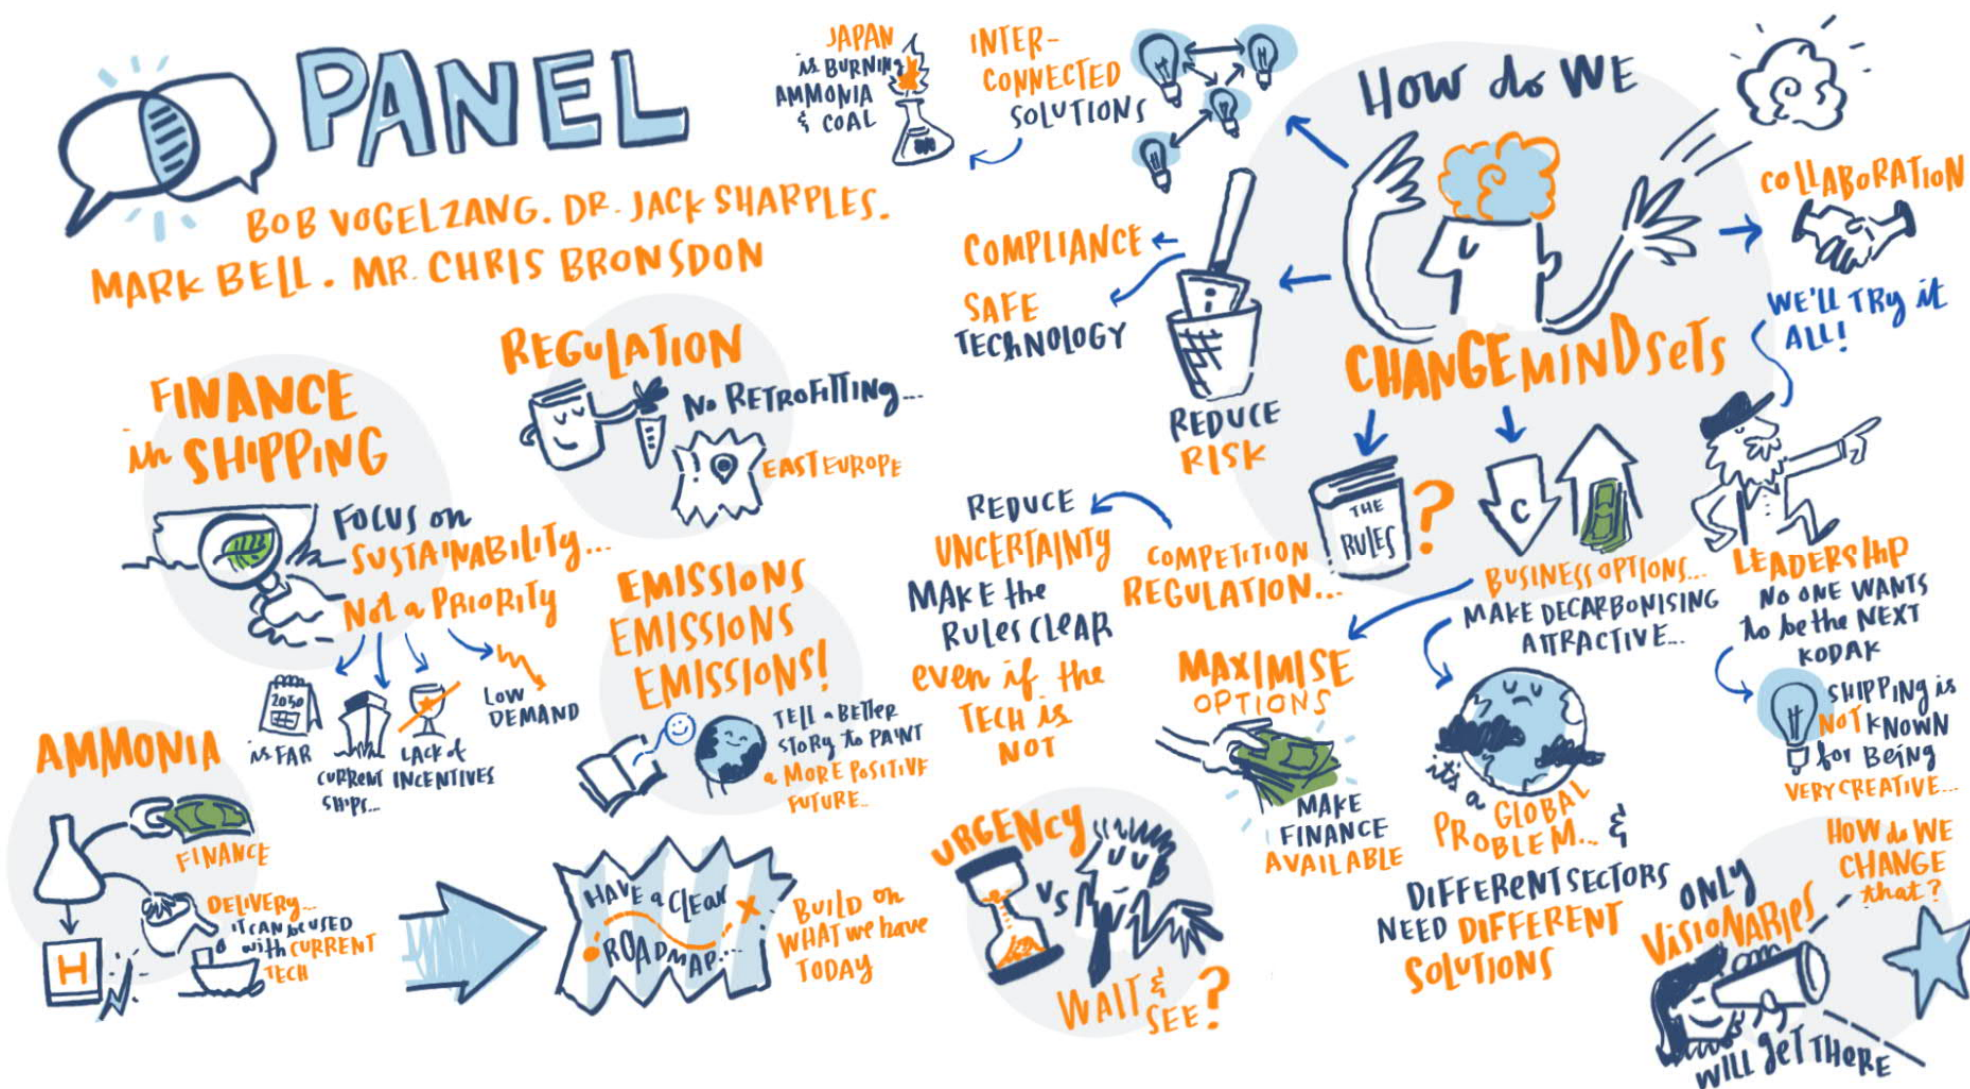 PANEL
BOB VOGELZANG. DR. JACK SHARPLES.
MARK BELL. MR. CHRIS BRONSDON
JAPAN
is BURNING
AMMONIA
& COAL
INTER-
CONNECTED
SOLUTIONS
HOW do WE
CHANGE MINDSETS
COLLABORATION
WE'LL TRY it
ALL!
COMPLIANCE
SAFE
TECHNOLOGY
REDUCE
RISK
FINANCE
in SHIPPING
FOCUS on
SUSTAINABILITY...
Not a PRIORITY
2050
is FAR
CURRENT
SHIPS...
LACK of
INCENTIVES
LOW
DEMAND
REGULATION
No RETROFITTING...
EAST EUROPE
EMISSIONS
EMISSIONS
EMISSIONS!
TELL a BETTER
STORY to PAINT
a MORE POSITIVE
FUTURE...
REDUCE
UNCERTAINTY
MAKE the
RULES CLEAR
even if the
TECH is
NOT
COMPETITION
REGULATION...
THE
RULES
?
C
BUSINESS OPTIONS...
MAKE DECARBONISING
ATTRACTIVE...
MAXIMISE
OPTIONS
MAKE
FINANCE
AVAILABLE
it's
a GLOBAL
PROBLEM... &
DIFFERENT SECTORS
NEED DIFFERENT
SOLUTIONS
LEADERSHIP
NO ONE WANTS
to be the NEXT
KODAK
SHIPPING is
NOT KNOWN
for BEING
VERY CREATIVE...
HOW do WE
CHANGE
that?
ONLY
VISIONARIES
WILL GET THERE
AMMONIA
FINANCE
DELIVERY...
IT CAN be USED
with CURRENT
TECH
H
HAVE a CLEAR
ROADMAP...
BUILD on
WHAT we have
TODAY
URGENCY
VS
WAIT &
SEE?